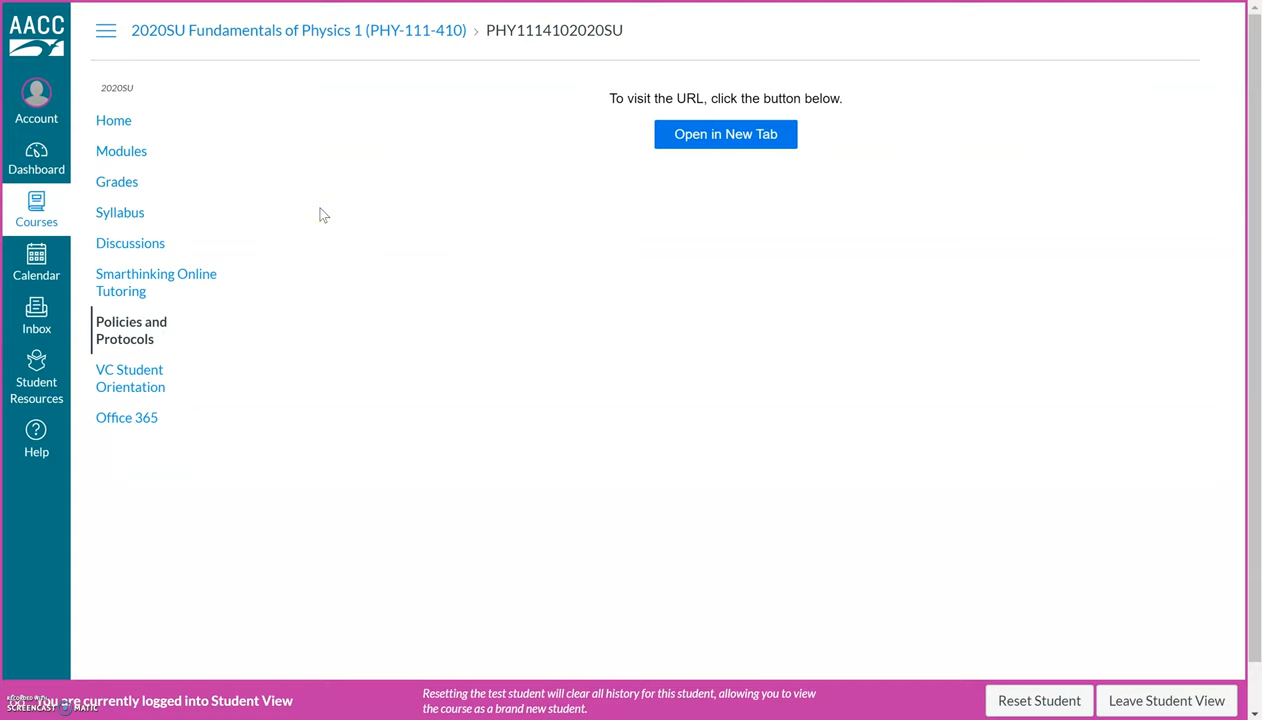 AACC
Account
Dashboard
Courses
Calendar
Inbox
Student
Resources
Help
2020SU Fundamentals of Physics 1 (PHY-111-410) › PHY1114102020SU
2020SU
Home
Modules
Grades
Syllabus
Discussions
Smarthinking Online
Tutoring
Policies and
Protocols
VC Student
Orientation
Office 365
To visit the URL, click the button below.
Open in New Tab
RECORDED WITH
SCREENCAST MATIC
You are currently logged into Student View
Resetting the test student will clear all history for this student, allowing you to view
the course as a brand new student.
Reset Student
Leave Student View